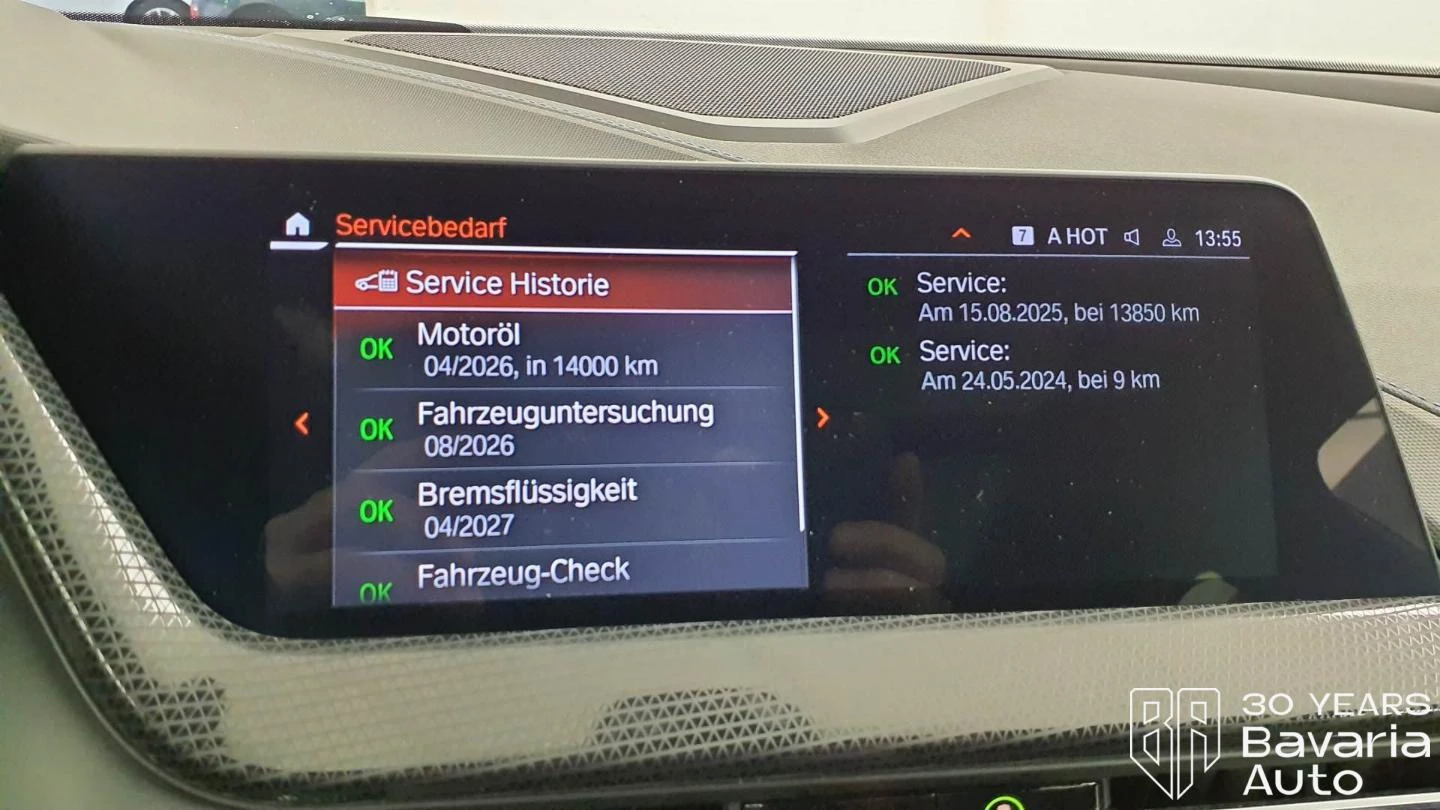 Servicebedarf
7 A HOT 13:55
Service Historie
OK Motoröl
04/2026, in 14000 km
OK Fahrzeuguntersuchung
08/2026
OK Bremsflüssigkeit
04/2027
OK Fahrzeug-Check
OK Service:
Am 15.08.2025, bei 13850 km
OK Service:
Am 24.05.2024, bei 9 km
BA 30 YEARS
Bavaria
Auto